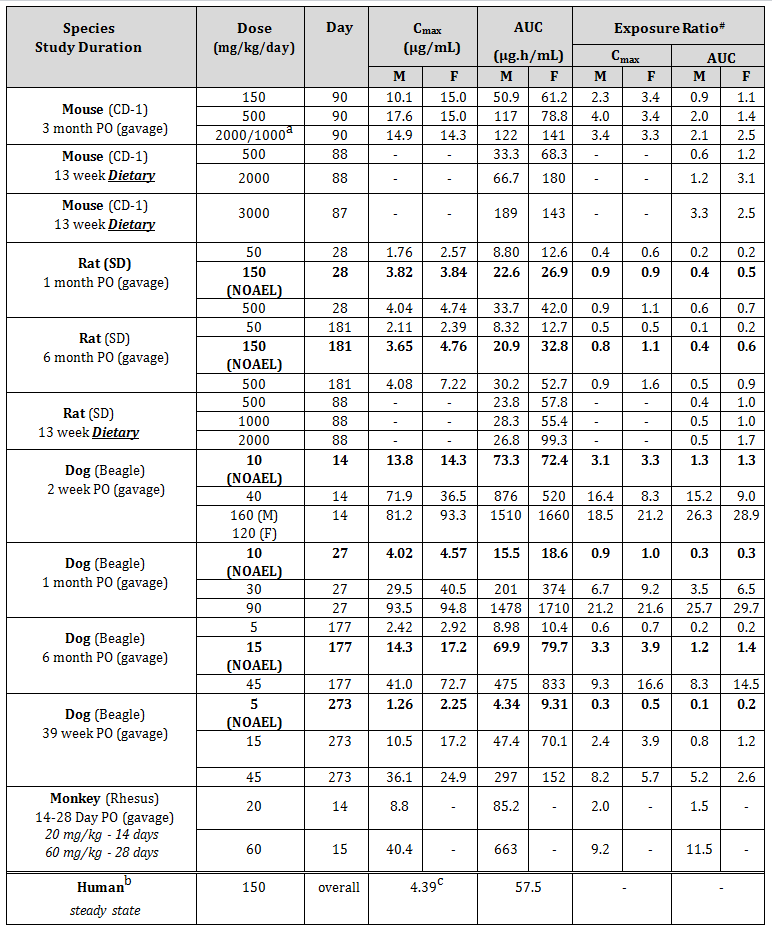 Species Dose Day Cmax AUC Exposure Ratio#
Study Duration (mg/kg/day) (µg/mL) (µg.h/mL) Cmax AUC
M F M F M F M F
Mouse (CD-1) 150 90 10.1 15.0 50.9 61.2 2.3 3.4 0.9 1.1
3 month PO (gavage) 500 90 17.6 15.0 117 78.8 4.0 3.4 2.0 1.4
2000/1000a 90 14.9 14.3 122 141 3.4 3.3 2.1 2.5
Mouse (CD-1) 500 88 - - 33.3 68.3 - - 0.6 1.2
13 week Dietary 2000 88 - - 66.7 180 - - 1.2 3.1
Mouse (CD-1) 3000 87 - - 189 143 - - 3.3 2.5
13 week Dietary
50 28 1.76 2.57 8.80 12.6 0.4 0.6 0.2 0.2
Rat (SD) 150 28 3.82 3.84 22.6 26.9 0.9 0.9 0.4 0.5
1 month PO (gavage) (NOAEL)
500 28 4.04 4.74 33.7 42.0 0.9 1.1 0.6 0.7
50 181 2.11 2.39 8.32 12.7 0.5 0.5 0.1 0.2
Rat (SD) 150 181 3.65 4.76 20.9 32.8 0.8 1.1 0.4 0.6
6 month PO (gavage) (NOAEL)
500 181 4.08 7.22 30.2 52.7 0.9 1.6 0.5 0.9
Rat (SD) 500 88 - - 23.8 57.8 - - 0.4 1.0
13 week Dietary 1000 88 - - 28.3 55.4 - - 0.5 1.0
2000 88 - - 26.8 99.3 - - 0.5 1.7
Dog (Beagle) 10 14 13.8 14.3 73.3 72.4 3.1 3.3 1.3 1.3
2 week PO (gavage) (NOAEL)
40 14 71.9 36.5 876 520 16.4 8.3 15.2 9.0
160 (M) 14 81.2 93.3 1510 1660 18.5 21.2 26.3 28.9
120 (F)
Dog (Beagle) 10 27 4.02 4.57 15.5 18.6 0.9 1.0 0.3 0.3
1 month PO (gavage) (NOAEL)
30 27 29.5 40.5 201 374 6.7 9.2 3.5 6.5
90 27 93.5 94.8 1478 1710 21.2 21.6 25.7 29.7
Dog (Beagle) 5 177 2.42 2.92 8.98 10.4 0.6 0.7 0.2 0.2
6 month PO (gavage) 15 177 14.3 17.2 69.9 79.7 3.3 3.9 1.2 1.4
(NOAEL)
45 177 41.0 72.7 475 833 9.3 16.6 8.3 14.5
Dog (Beagle) 5 273 1.26 2.25 4.34 9.31 0.3 0.5 0.1 0.2
39 week PO (gavage) (NOAEL)
15 273 10.5 17.2 47.4 70.1 2.4 3.9 0.8 1.2
45 273 36.1 24.9 297 152 8.2 5.7 5.2 2.6
Monkey (Rhesus) 20 14 8.8 - 85.2 - 2.0 - 1.5 -
14-28 Day PO (gavage)
20 mg/kg - 14 days
60 mg/kg - 28 days 60 15 40.4 - 663 - 9.2 - 11.5 -
Humanb 150 overall 4.39c 57.5 - -
steady state